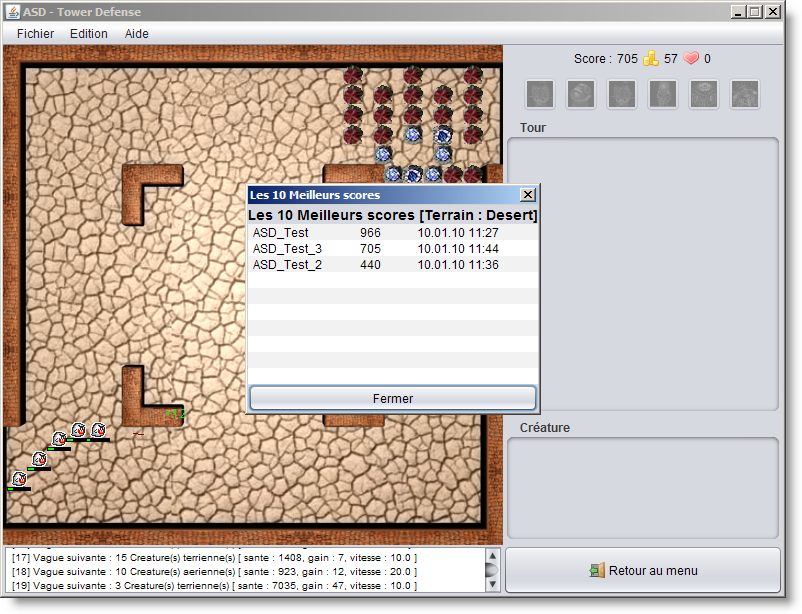 ASD - Tower Defense
Fichier Edition Aide
Score : 705 57 0
Tour
Les 10 Meilleurs scores
Les 10 Meilleurs scores [Terrain : Desert]
ASD_Test 966 10.01.10 11:27
ASD_Test_3 705 10.01.10 11:44
ASD_Test_2 440 10.01.10 11:36
Fermer
Créature
[17] Vague suivante : 15 Creature(s) terrienne(s) [ sante : 1408, gain : 7, vitesse : 10.0 ]
[18] Vague suivante : 10 Creature(s) aerienne(s) [ sante : 923, gain : 12, vitesse : 20.0 ]
[19] Vague suivante : 3 Creature(s) terrienne(s) [ sante : 7035, gain : 47, vitesse : 10.0 ]
Retour au menu